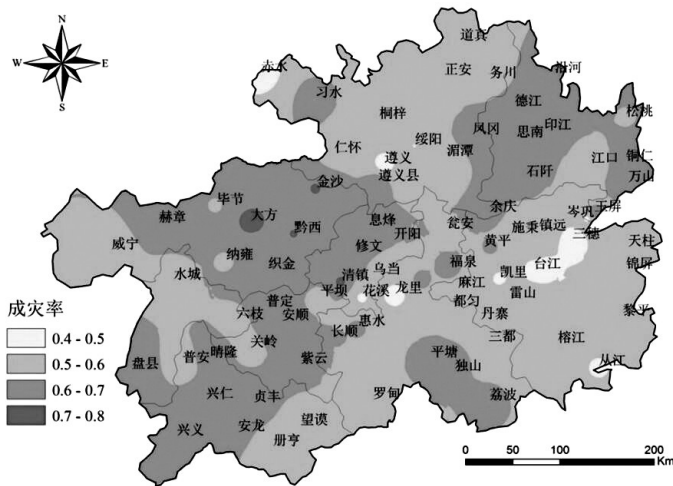 N
W
E
S
道真
正安
务川
沿河
赤水
习水
桐梓
德江
松桃
绥阳
凤冈
思南
印江
仁怀
遵义
湄潭
江口
铜仁
遵义县
石阡
万山
金沙
毕节
大方
赫章
黔西
息烽
开阳
瓮安
余庆
岑巩
玉屏
施秉
镇远
三穗
威宁
修文
黄平
天柱
纳雍
织金
福泉
台江
锦屏
水城
清镇
乌当
凯里
平坝
花溪
龙里
麻江
雷山
成灾率
普定
都匀
六枝
安顺
惠水
丹寨
黎平
0.4 - 0.5
长顺
关岭
三都
榕江
0.5 - 0.6
盘县
普安
晴隆
紫云
平塘
独山
从江
0.6 - 0.7
兴仁
贞丰
罗甸
荔波
0.7 - 0.8
望谟
兴义
安龙
册亨
0 50 100 200
Km